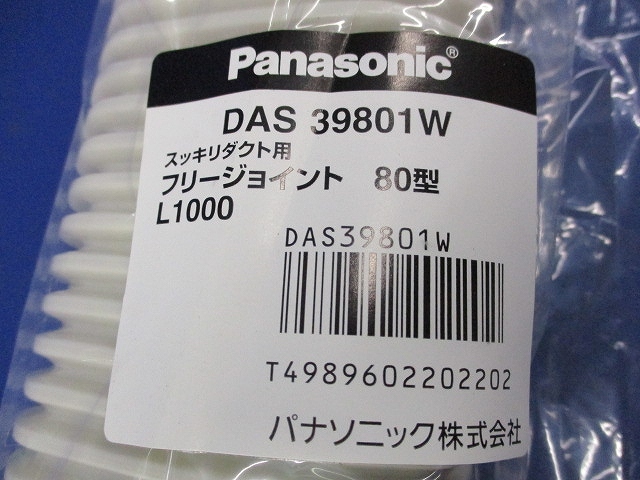 Panasonic®
DAS 39801W
スッキリダクト用
フリージョイント 80型
L1000
DAS39801W
T4989602202202
パナソニック株式会社